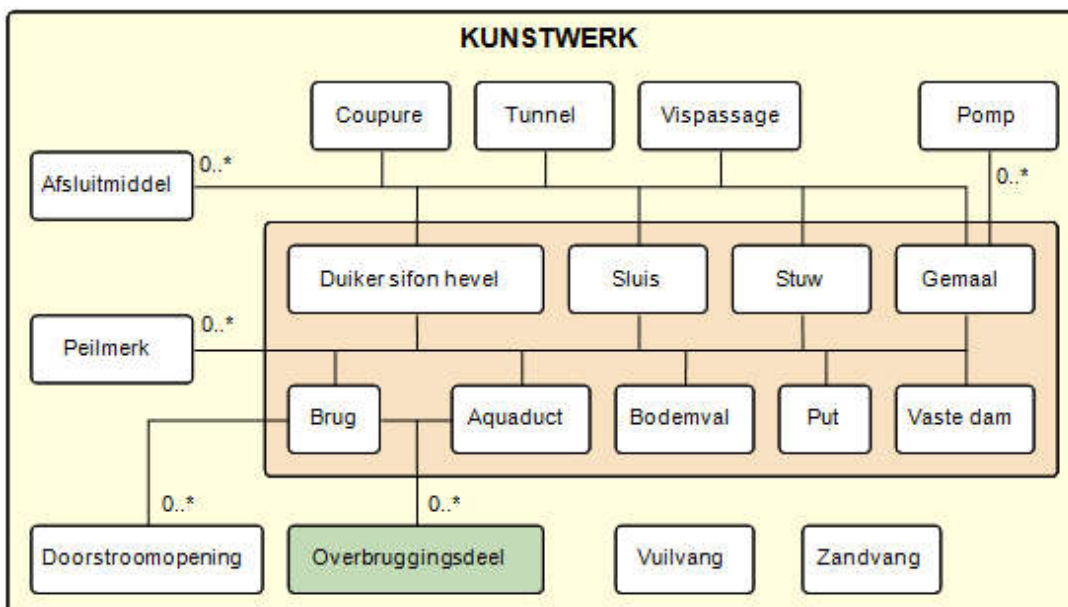 KUNSTWERK
Coupure
Tunnel
Vispassage
Pomp
Afsluitmiddel
0..*
0..*
Duiker sifon hevel
Sluis
Stuw
Gemaal
Peilmerk
0..*
Brug
Aquaduct
Bodemval
Put
Vaste dam
0..*
0..*
Doorstroomopening
Overbruggingsdeel
Vuilvang
Zandvang